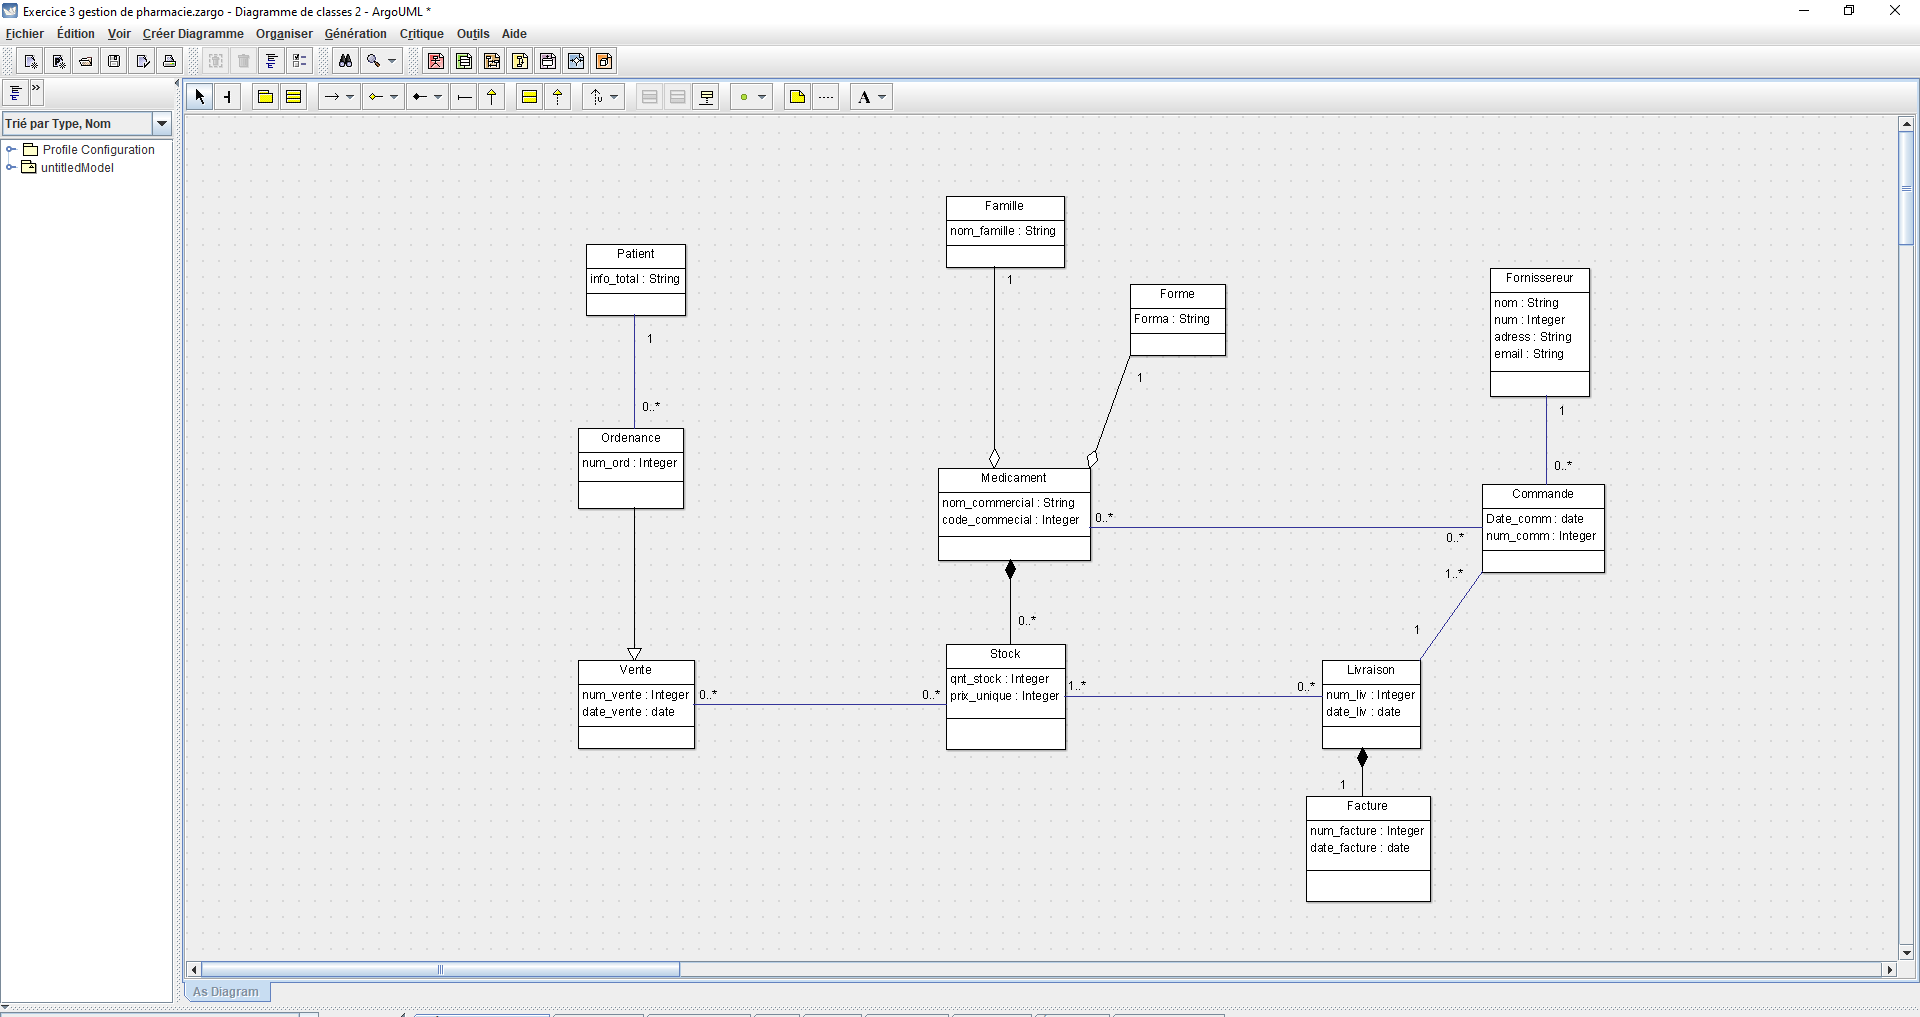 Exercice 3 gestion de pharmacie.zargo - Diagramme de classes 2 - ArgoUML *
Fichier Édition Voir Créer Diagramme Organiser Génération Critique Outils Aide
»
A
Trié par Type, Nom
Profile Configuration
untitledModel
Famille
nom_famille : String
1
Patient
info_total : String
1
0..*
Forme
Forma : String
1
Fornissereur
nom : String
num : Integer
adress : String
email : String
1
0..*
Ordenance
num_ord : Integer
Medicament
nom_commercial : String
code_commecial : Integer
0..*
0..*
Commande
Date_comm : date
num_comm : Integer
1..*
1
0..*
Vente
num_vente : Integer
date_vente : date
0..*
0..*
Stock
qnt_stock : Integer
prix_unique : Integer
1..*
0..*
Livraison
num_liv : Integer
date_liv : date
1
Facture
num_facture : Integer
date_facture : date
As Diagram